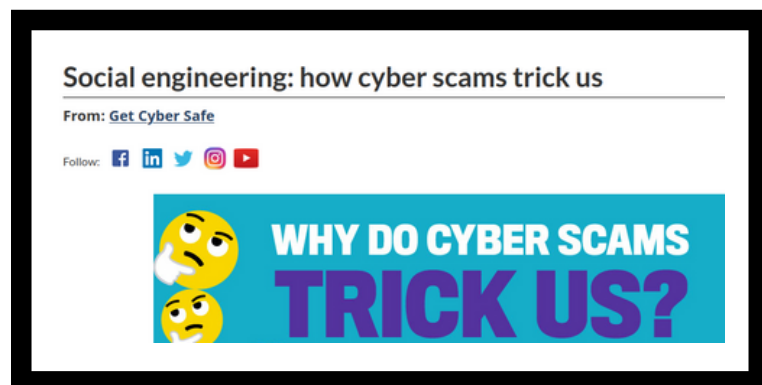 Social engineering: how cyber scams trick us
From: Get Cyber Safe
Follow:
WHY DO CYBER SCAMS
TRICK US?